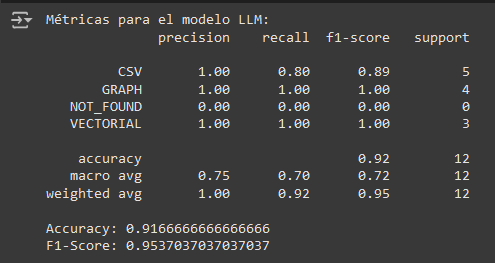 Métricas para el modelo LLM:
precision recall f1-score support
CSV 1.00 0.80 0.89 5
GRAPH 1.00 1.00 1.00 4
NOT_FOUND 0.00 0.00 0.00 0
VECTORIAL 1.00 1.00 1.00 3
accuracy 0.92 12
macro avg 0.75 0.70 0.72 12
weighted avg 1.00 0.92 0.95 12
Accuracy: 0.9166666666666666
F1-Score: 0.9537037037037037